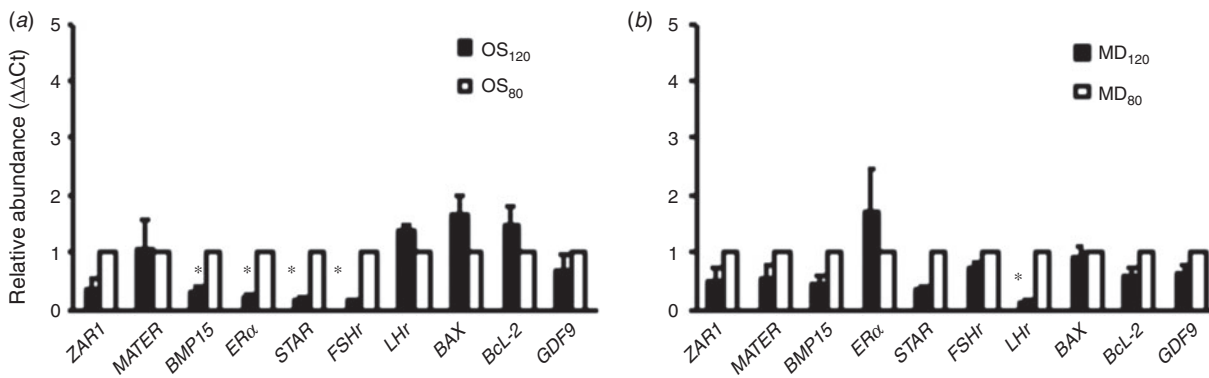 (a)
Relative abundance (ΔΔCt)
5
4
3
2
1
0
OS120
OS80
* * * *
ZAR1 MATER BMP15 ERα STAR FSHr LHr BAX BcL-2 GDF9
(b)
5
4
3
2
1
0
MD120
MD80
*
ZAR1 MATER BMP15 ERα STAR FSHr LHr BAX BcL-2 GDF9